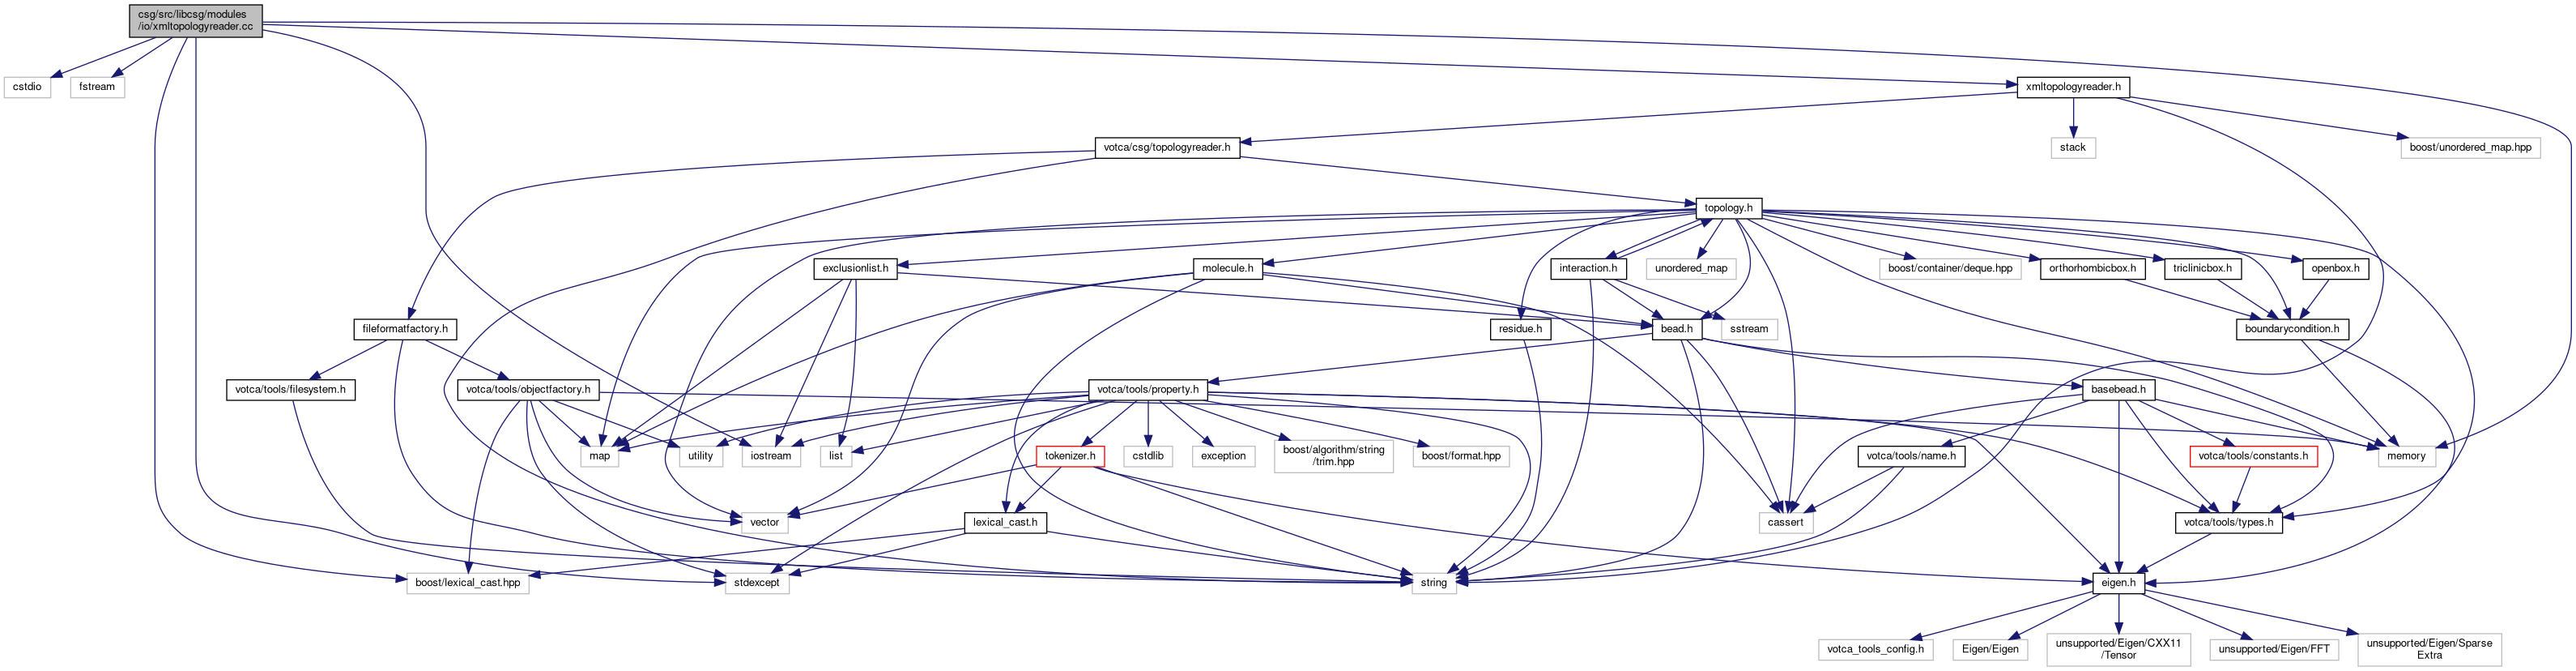 csg/src/libcsg/modules
/io/xmltopologyreader.cc
cstdio
fstream
xmltopologyreader.h
votca/csg/topologyreader.h
stack
boost/unordered_map.hpp
topology.h
exclusionlist.h
molecule.h
interaction.h
unordered_map
boost/container/deque.hpp
orthorhombicbox.h
triclinicbox.h
openbox.h
fileformatfactory.h
residue.h
bead.h
sstream
boundarycondition.h
votca/tools/filesystem.h
votca/tools/objectfactory.h
votca/tools/property.h
basebead.h
map
utility
iostream
list
tokenizer.h
cstdlib
exception
boost/algorithm/string
/trim.hpp
boost/format.hpp
votca/tools/name.h
votca/tools/constants.h
memory
vector
lexical_cast.h
cassert
votca/tools/types.h
boost/lexical_cast.hpp
stdexcept
string
eigen.h
votca_tools_config.h
Eigen/Eigen
unsupported/Eigen/CXX11
/Tensor
unsupported/Eigen/FFT
unsupported/Eigen/Sparse
Extra